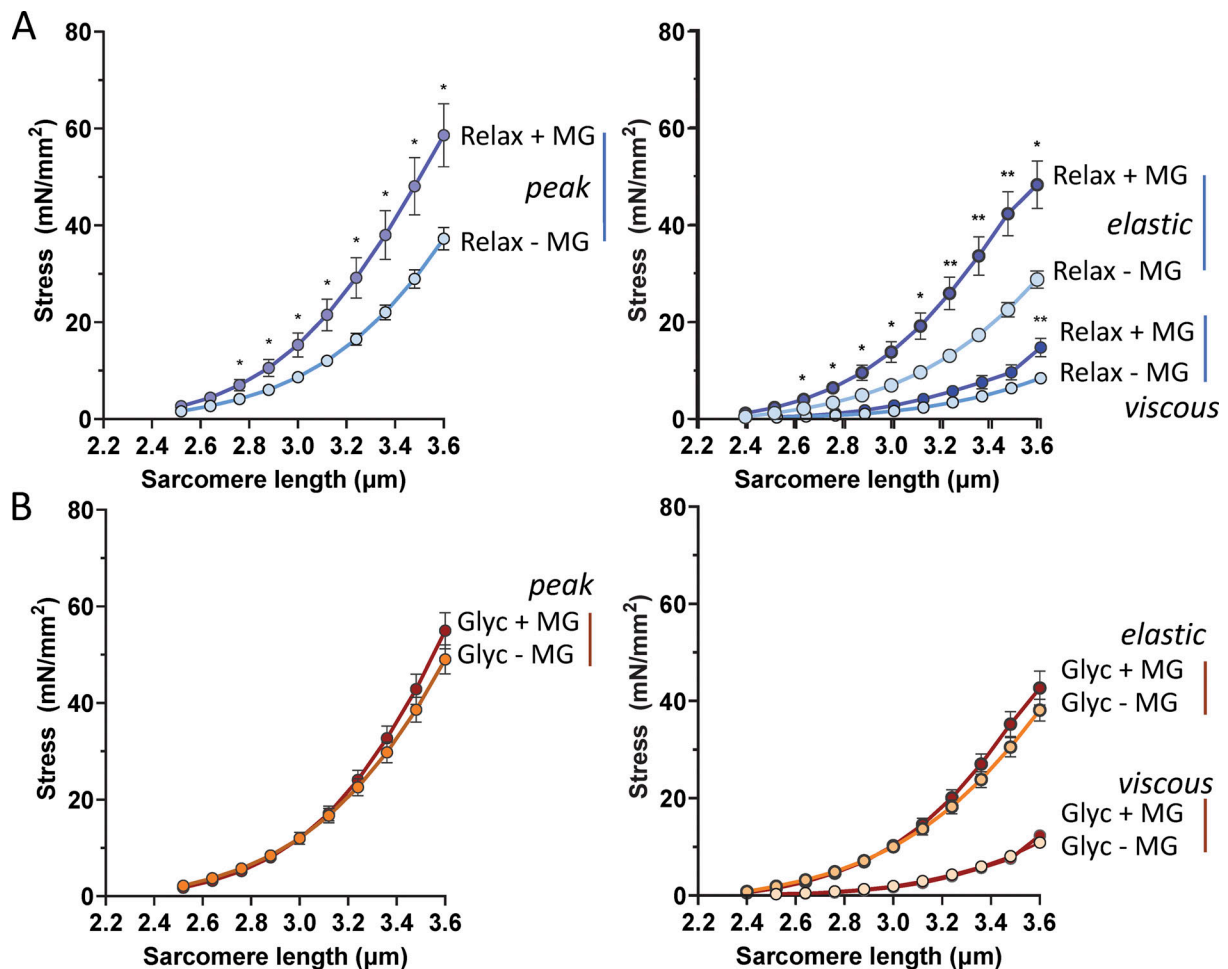 A
80
60
40
20
0
Stress (mN/mm²)
2.2 2.4 2.6 2.8 3.0 3.2 3.4 3.6
Sarcomere length (µm)
* * * * * * * *
Relax + MG
peak
Relax - MG
80
60
40
20
0
Stress (mN/mm²)
2.2 2.4 2.6 2.8 3.0 3.2 3.4 3.6
Sarcomere length (µm)
* * * * * ** ** ** *
Relax + MG
elastic
Relax - MG
**
Relax + MG
Relax - MG
viscous
B
80
60
40
20
0
Stress (mN/mm²)
2.2 2.4 2.6 2.8 3.0 3.2 3.4 3.6
Sarcomere length (µm)
peak
Glyc + MG
Glyc - MG
80
60
40
20
0
Stress (mN/mm²)
2.2 2.4 2.6 2.8 3.0 3.2 3.4 3.6
Sarcomere length (µm)
elastic
Glyc + MG
Glyc - MG
viscous
Glyc + MG
Glyc - MG